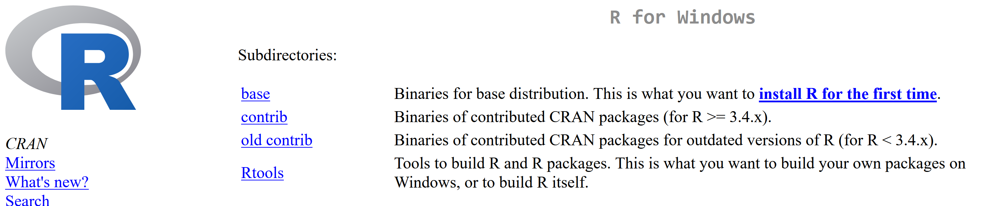 R
R for Windows
Subdirectories:
base
Binaries for base distribution. This is what you want to install R for the first time.
contrib
Binaries of contributed CRAN packages (for R >= 3.4.x).
old contrib
Binaries of contributed CRAN packages for outdated versions of R (for R < 3.4.x).
Rtools
Tools to build R and R packages. This is what you want to build your own packages on
Windows, or to build R itself.
CRAN
Mirrors
What's new?
Search